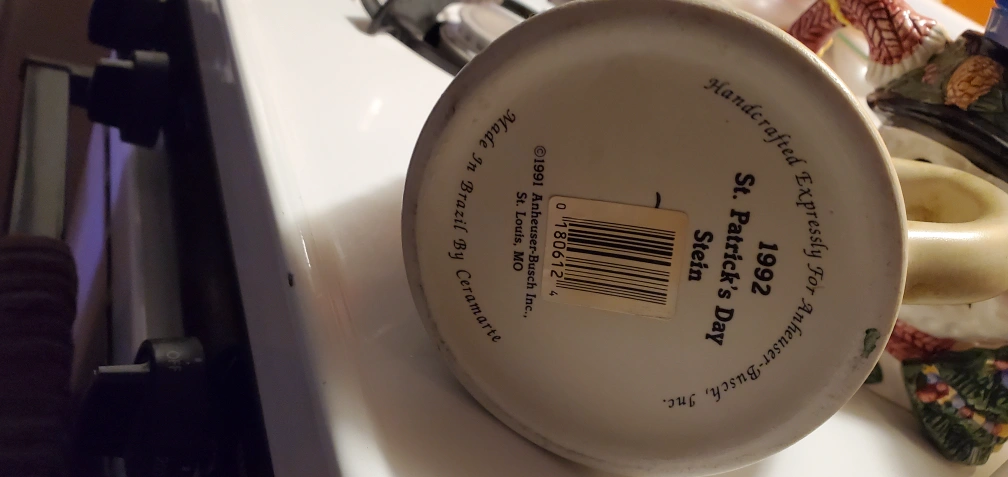 Handcrafted Expressly For Anheuser-Busch, Inc.
1992
St. Patrick's Day
Stein
0 180612 4
©1991 Anheuser-Busch Inc.,
St. Louis, MO
Made In Brazil By Ceramarte
OFF